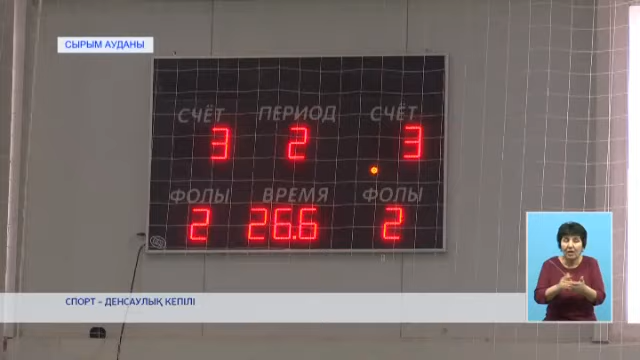 СЫРЫМ АУДАНЫ
СЧЁТ ПЕРИОД СЧЁТ
3 2 3
ФОЛЫ ВРЕМЯ ФОЛЫ
2 26.6 2
СПОРТ – ДЕНСАУЛЫҚ КЕПІЛІ